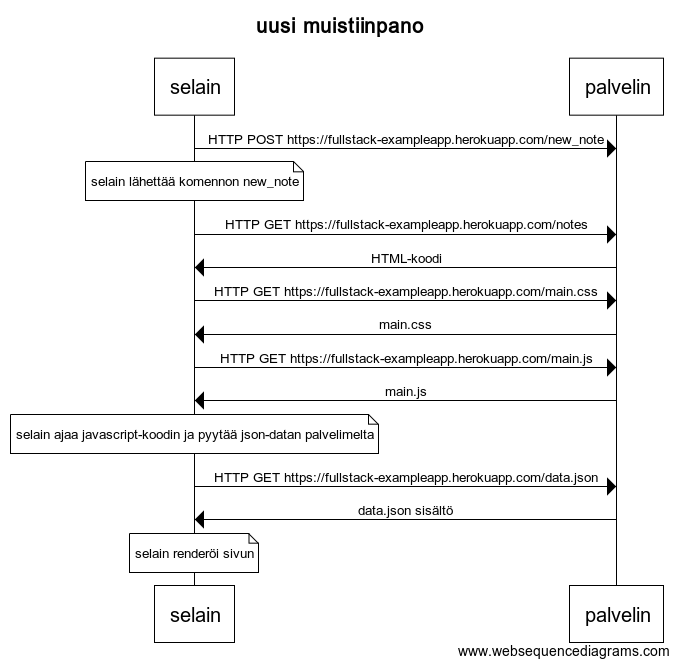 uusi muistiinpano
selain
palvelin
HTTP POST https://fullstack-exampleapp.herokuapp.com/new_note
selain lähettää komennon new_note
HTTP GET https://fullstack-exampleapp.herokuapp.com/notes
HTML-koodi
HTTP GET https://fullstack-exampleapp.herokuapp.com/main.css
main.css
HTTP GET https://fullstack-exampleapp.herokuapp.com/main.js
main.js
selain ajaa javascript-koodin ja pyytää json-datan palvelimelta
HTTP GET https://fullstack-exampleapp.herokuapp.com/data.json
data.json sisältö
selain renderöi sivun
selain
palvelin
www.websequencediagrams.com